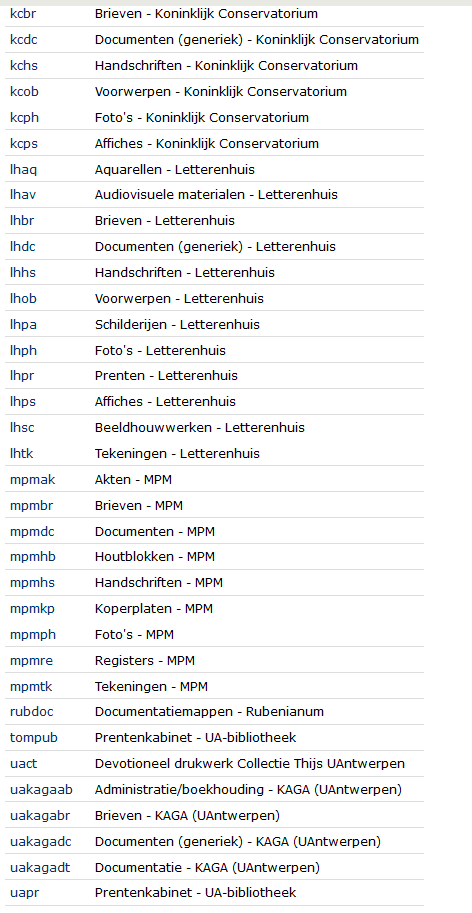 kcbr Brieven - Koninklijk Conservatorium
kcdc Documenten (generiek) - Koninklijk Conservatorium
kchs Handschriften - Koninklijk Conservatorium
kcob Voorwerpen - Koninklijk Conservatorium
kcph Foto's - Koninklijk Conservatorium
kcps Affiches - Koninklijk Conservatorium
lhaq Aquarellen - Letterenhuis
lhav Audiovisuele materialen - Letterenhuis
lhbr Brieven - Letterenhuis
lhdc Documenten (generiek) - Letterenhuis
lhhs Handschriften - Letterenhuis
lhob Voorwerpen - Letterenhuis
lhpa Schilderijen - Letterenhuis
lhph Foto's - Letterenhuis
lhpr Prenten - Letterenhuis
lhps Affiches - Letterenhuis
lhsc Beeldhouwwerken - Letterenhuis
lhtk Tekeningen - Letterenhuis
mpmak Akten - MPM
mpmbr Brieven - MPM
mpmdc Documenten - MPM
mpmhb Houtblokken - MPM
mpmhs Handschriften - MPM
mpmkp Koperplaten - MPM
mpmph Foto's - MPM
mpmre Registers - MPM
mpmtk Tekeningen - MPM
rubdoc Documentatiemappen - Rubenianum
tompub Prentenkabinet - UA-bibliotheek
uact Devotioneel drukwerk Collectie Thijs UAntwerpen
uakagaab Administratie/boekhouding - KAGA (UAntwerpen)
uakagabr Brieven - KAGA (UAntwerpen)
uakagadc Documenten (generiek) - KAGA (UAntwerpen)
uakagadt Documentatie - KAGA (UAntwerpen)
uapr Prentenkabinet - UA-bibliotheek